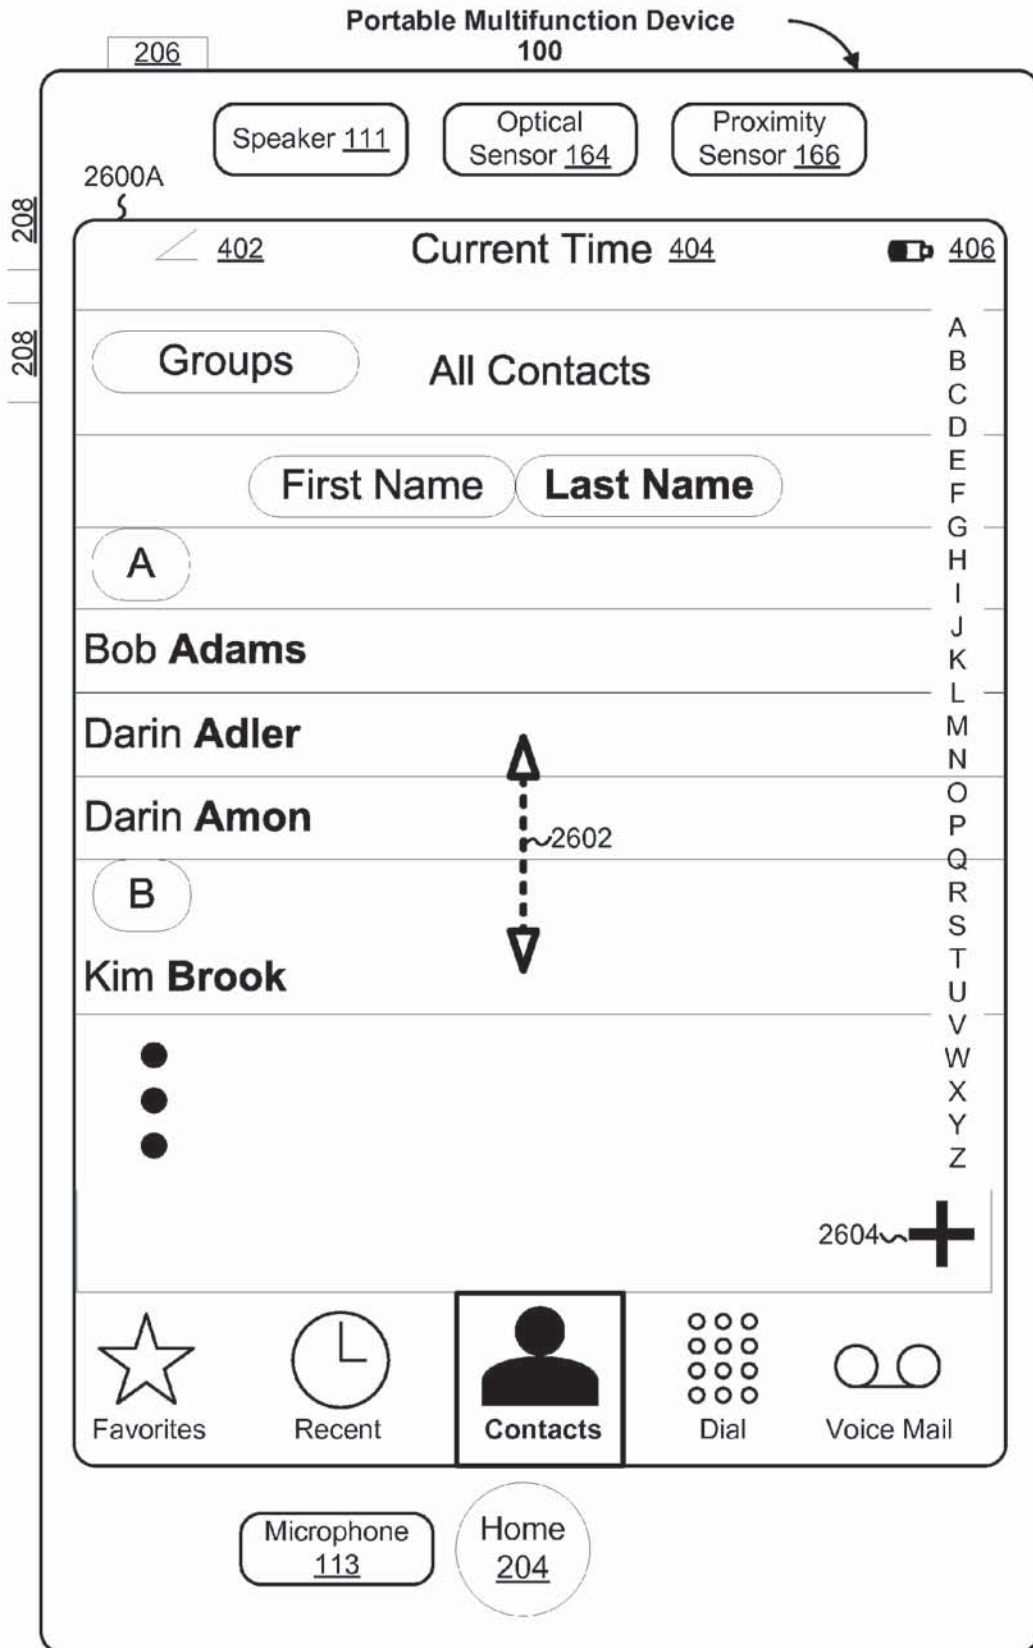 Portable Multifunction Device
100
206
Speaker 111
Optical
Sensor 164
Proximity
Sensor 166
2600A
208
208
402
Current Time 404
406
Groups
All Contacts
First Name
Last Name
A
Bob Adams
Darin Adler
Darin Amon
2602
B
Kim Brook
A
B
C
D
E
F
G
H
I
J
K
L
M
N
O
P
Q
R
S
T
U
V
W
X
Y
Z
2604
Favorites
Recent
Contacts
Dial
Voice Mail
Microphone
113
Home
204